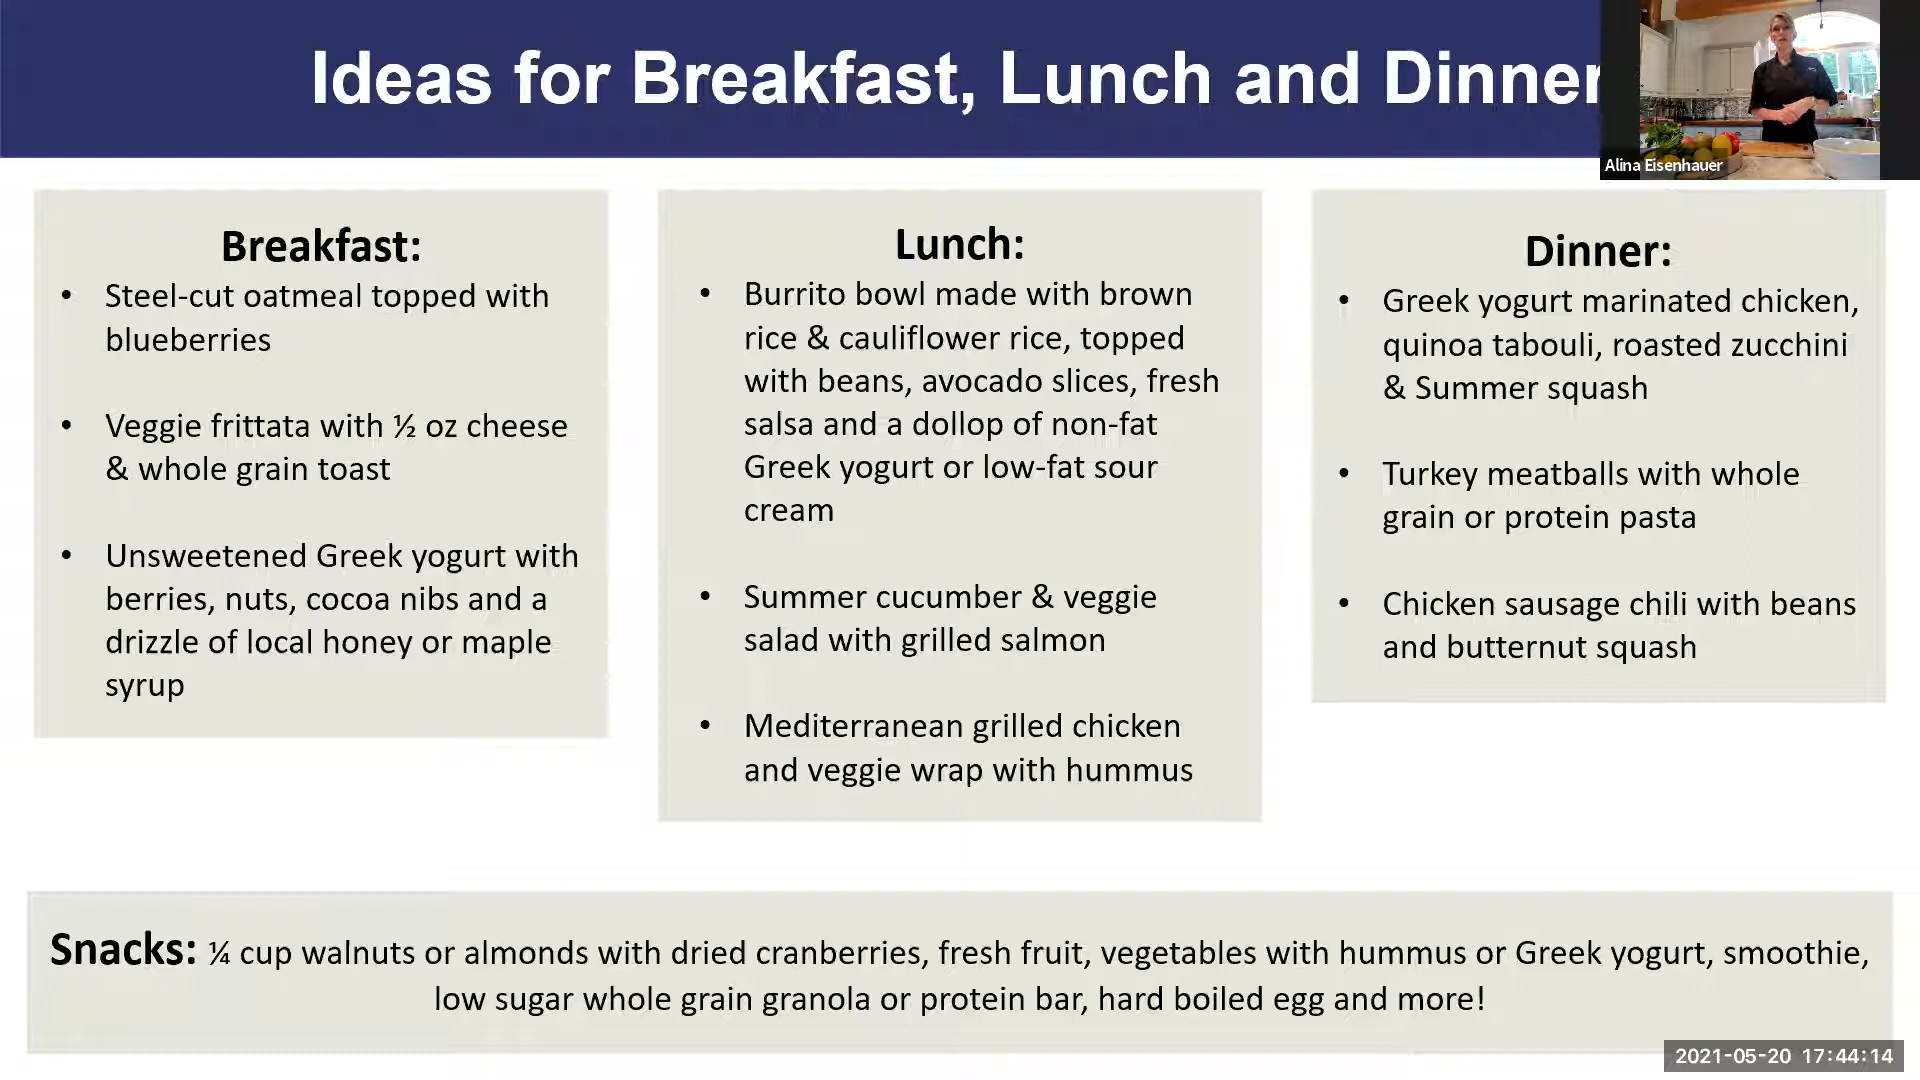 Ideas for Breakfast, Lunch and Dinner
Alina Eisenhauer
Breakfast:
• Steel-cut oatmeal topped with
blueberries
• Veggie frittata with ½ oz cheese
& whole grain toast
• Unsweetened Greek yogurt with
berries, nuts, cocoa nibs and a
drizzle of local honey or maple
syrup
Lunch:
• Burrito bowl made with brown
rice & cauliflower rice, topped
with beans, avocado slices, fresh
salsa and a dollop of non-fat
Greek yogurt or low-fat sour
cream
• Summer cucumber & veggie
salad with grilled salmon
• Mediterranean grilled chicken
and veggie wrap with hummus
Dinner:
• Greek yogurt marinated chicken,
quinoa tabouli, roasted zucchini
& Summer squash
• Turkey meatballs with whole
grain or protein pasta
• Chicken sausage chili with beans
and butternut squash
Snacks: ¼ cup walnuts or almonds with dried cranberries, fresh fruit, vegetables with hummus or Greek yogurt, smoothie,
low sugar whole grain granola or protein bar, hard boiled egg and more!
2021-05-20 17:44:14